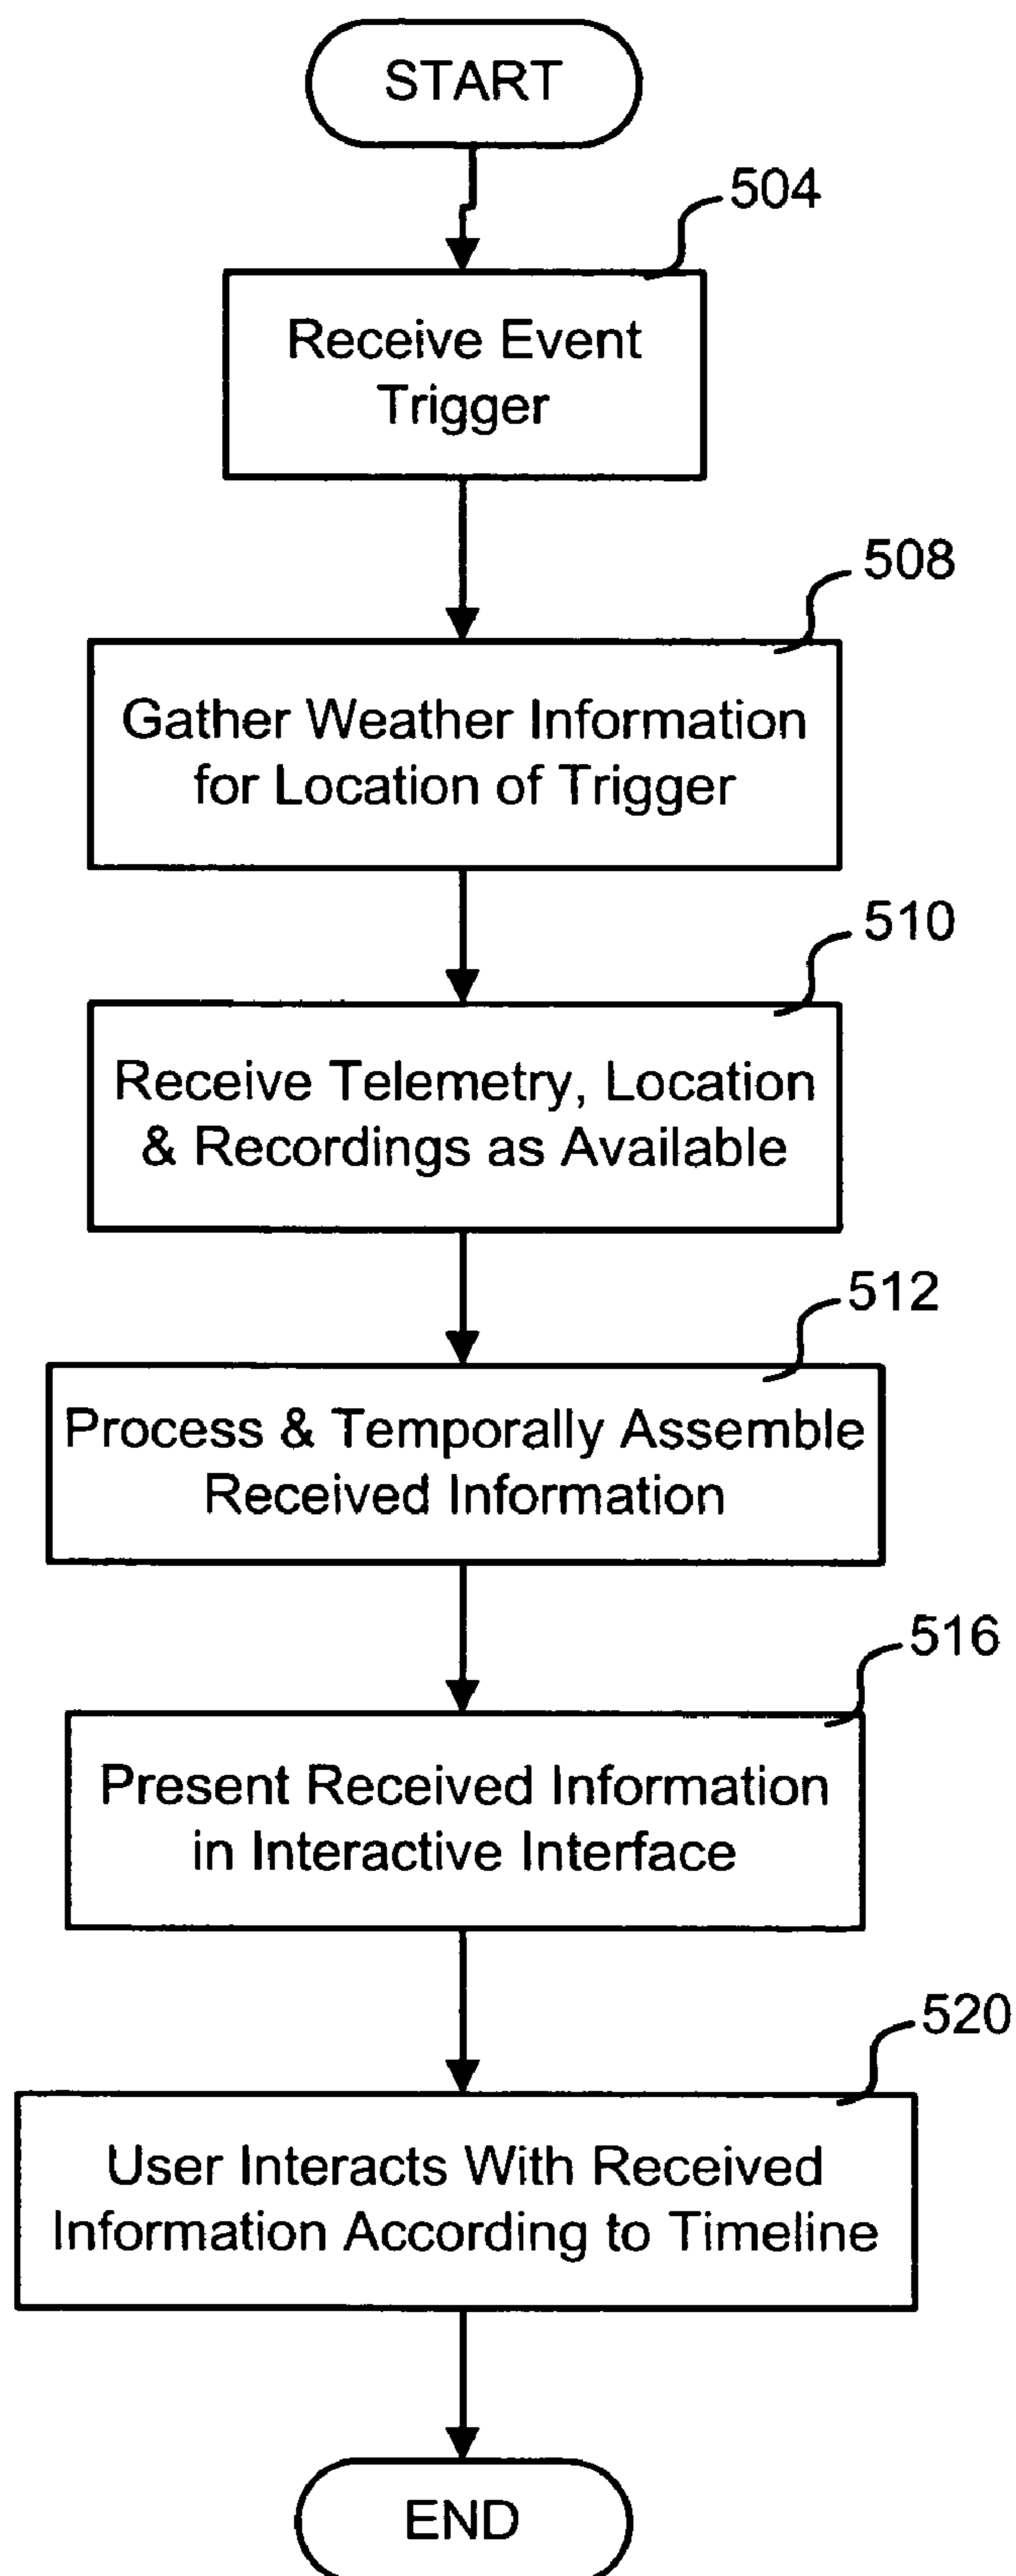 START
504
Receive Event
Trigger
508
Gather Weather Information
for Location of Trigger
510
Receive Telemetry, Location
& Recordings as Available
512
Process & Temporally Assemble
Received Information
516
Present Received Information
in Interactive Interface
520
User Interacts With Received
Information According to Timeline
END